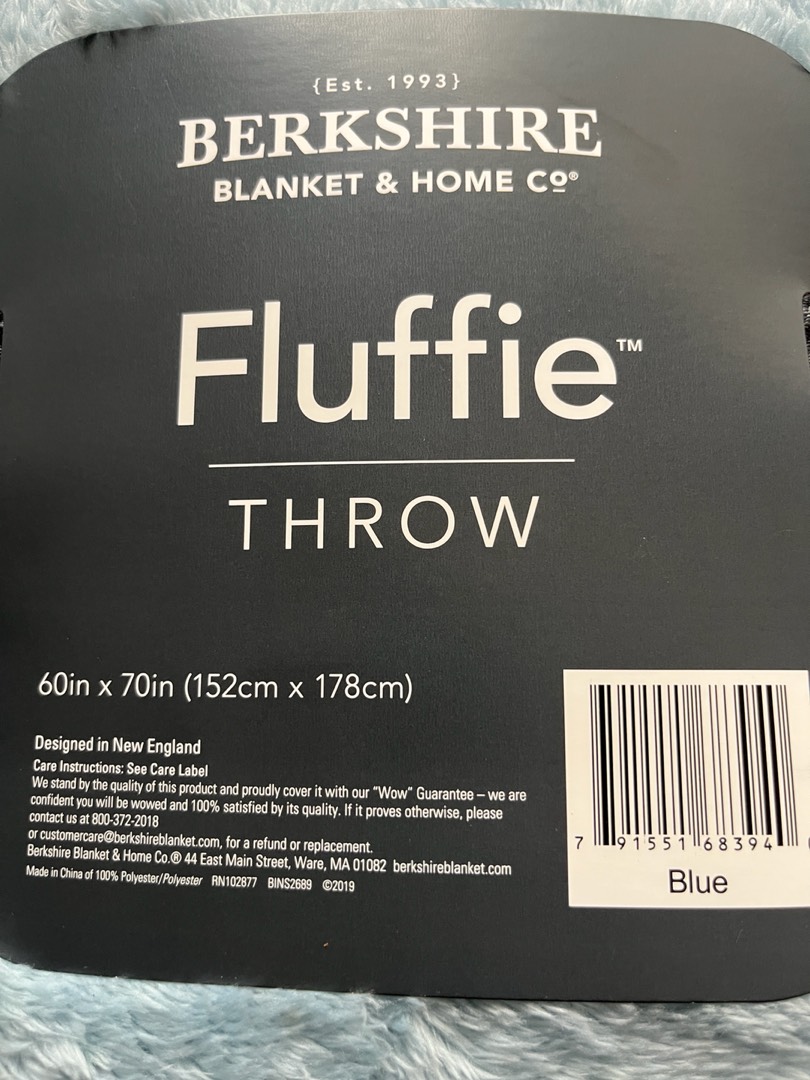 {Est. 1993}
BERKSHIRE
BLANKET & HOME Cº®
Fluffie™
THROW
60in x 70in (152cm x 178cm)
Designed in New England
Care Instructions: See Care Label
We stand by the quality of this product and proudly cover it with our "Wow" Guarantee – we are
confident you will be wowed and 100% satisfied by its quality. If it proves otherwise, please
contact us at 800-372-2018
or customercare@berkshireblanket.com, for a refund or replacement.
Berkshire Blanket & Home Co.® 44 East Main Street, Ware, MA 01082 berkshireblanket.com
Made in China of 100% Polyester/Polyester RN102877 BINS2689 ©2019
7 91551 68394
Blue